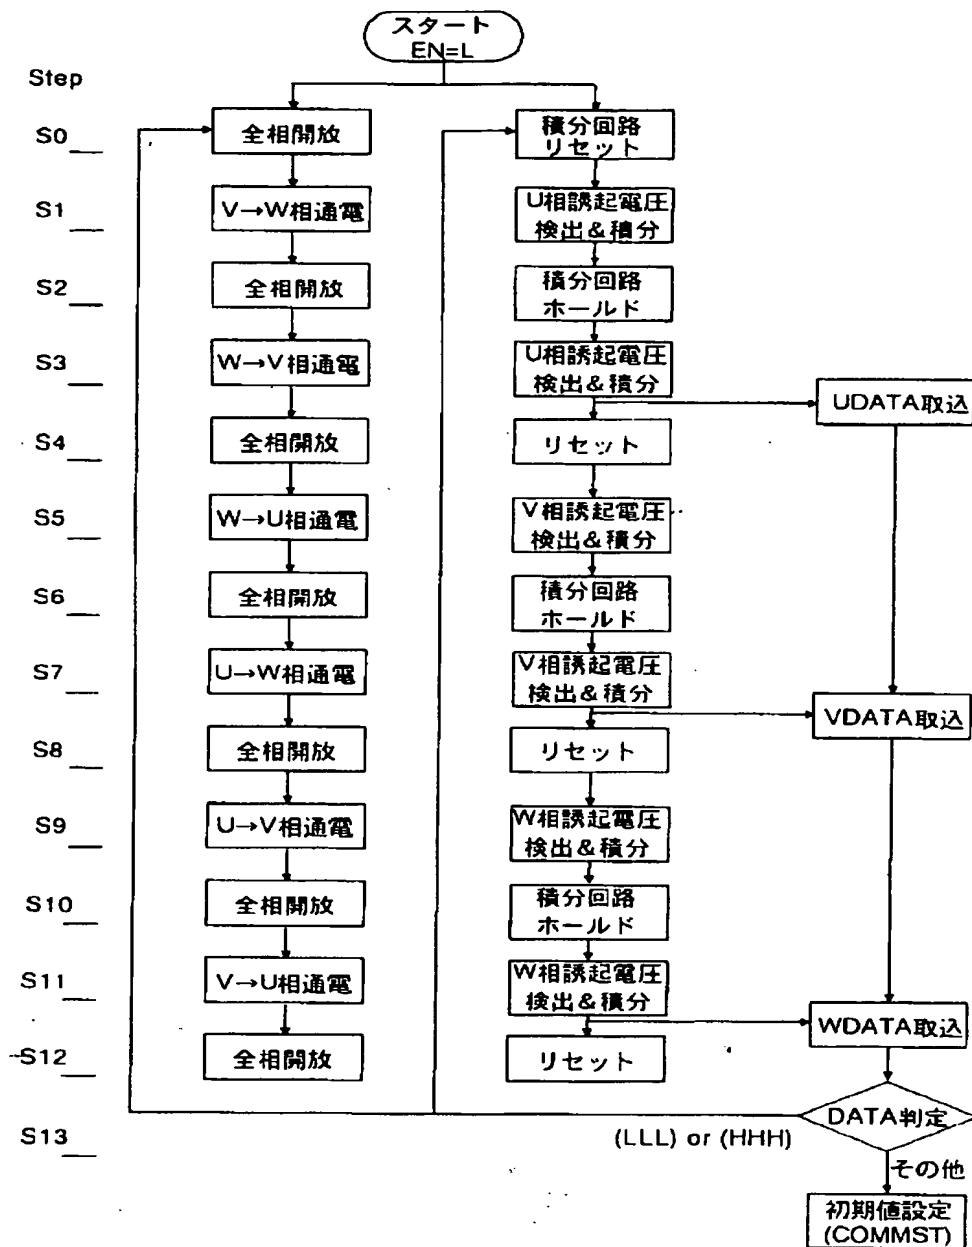 スタート
EN=L
Step
S0
全相開放
積分回路
リセット
S1
V→W相通電
U相誘起電圧
検出&積分
S2
全相開放
積分回路
ホールド
S3
W→V相通電
U相誘起電圧
検出&積分
UDATA取込
S4
全相開放
リセット
S5
W→U相通電
V相誘起電圧
検出&積分
S6
全相開放
積分回路
ホールド
S7
U→W相通電
V相誘起電圧
検出&積分
VDATA取込
S8
全相開放
リセット
S9
U→V相通電
W相誘起電圧
検出&積分
S10
全相開放
積分回路
ホールド
S11
V→U相通電
W相誘起電圧
検出&積分
WDATA取込
S12
全相開放
リセット
S13
DATA判定
(LLL) or (HHH)
その他
初期値設定
(COMMST)